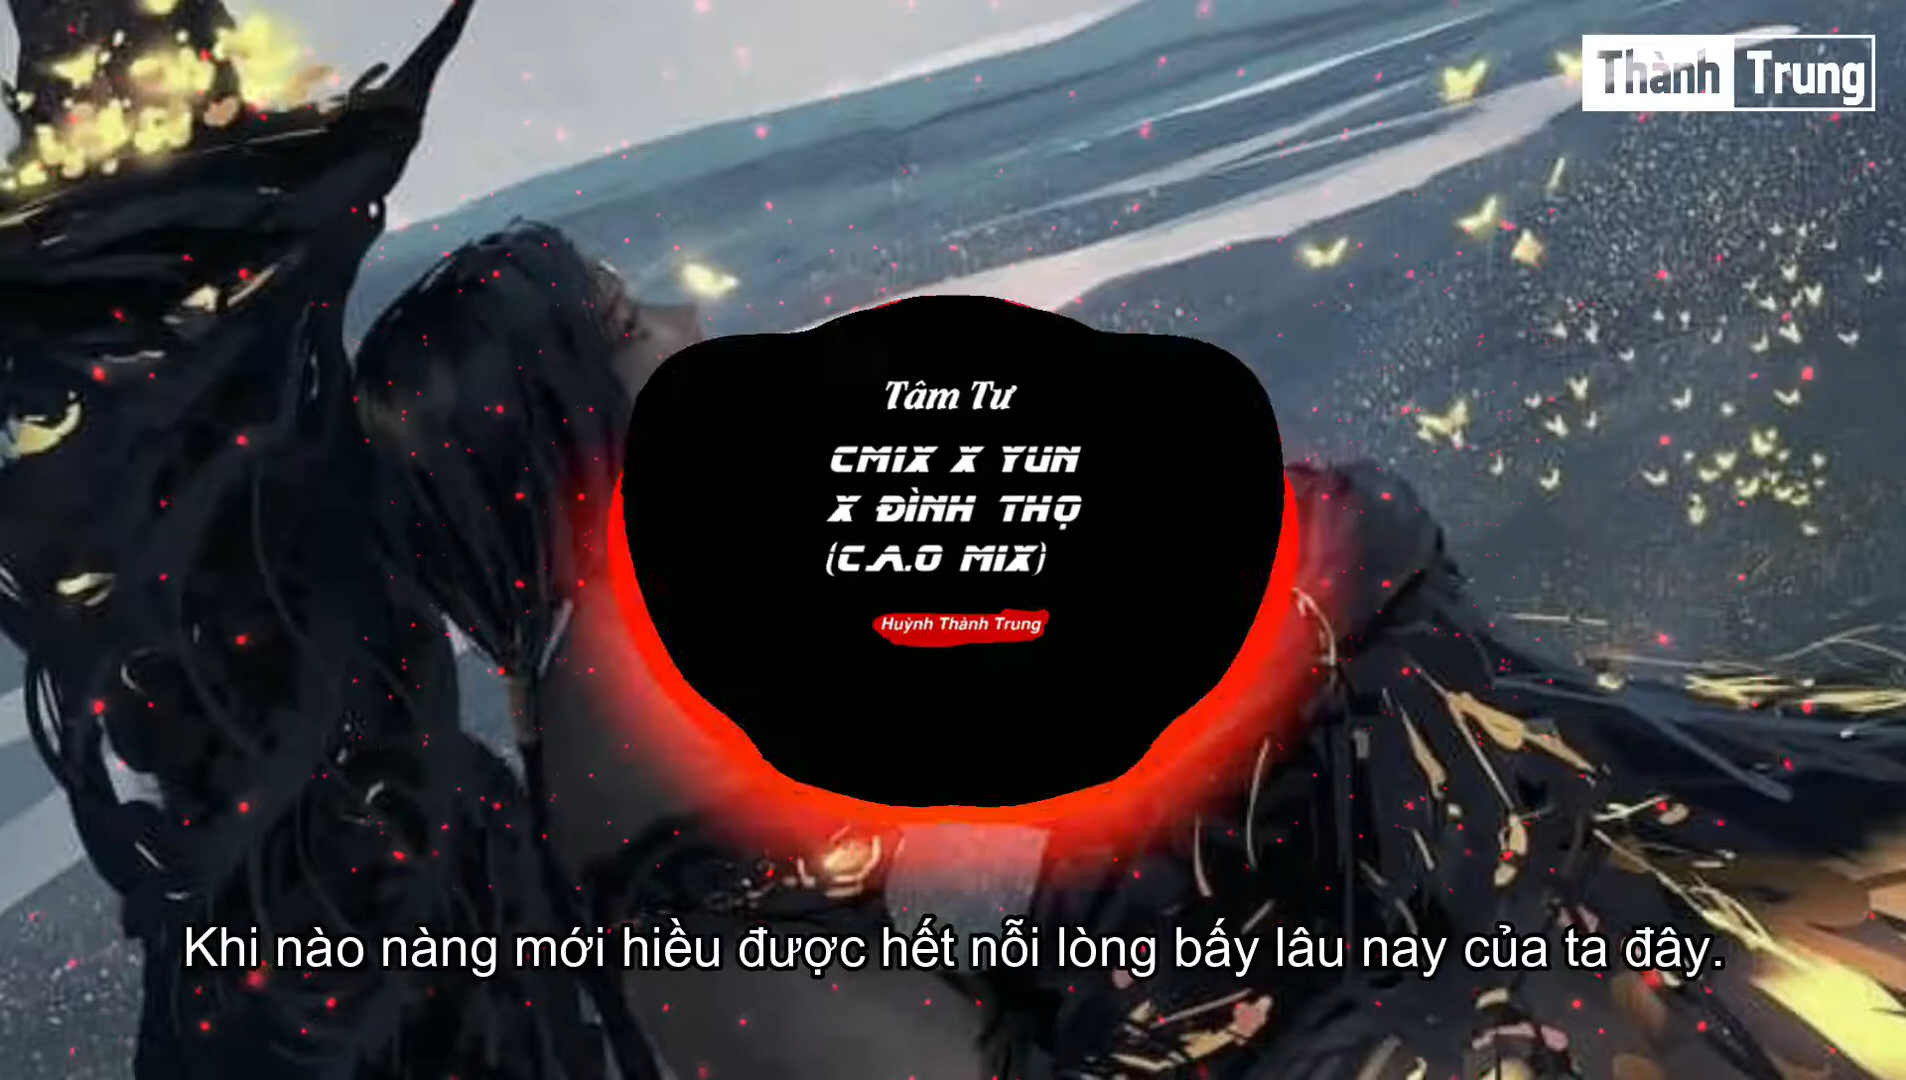 Thành Trung
Tâm Tư
CMIX X YUN
X ĐÌNH THỌ
(C.A.O MIX)
Huỳnh Thành Trung
Khi nào nàng mới hiều được hết nỗi lòng bấy lâu nay của ta đây.